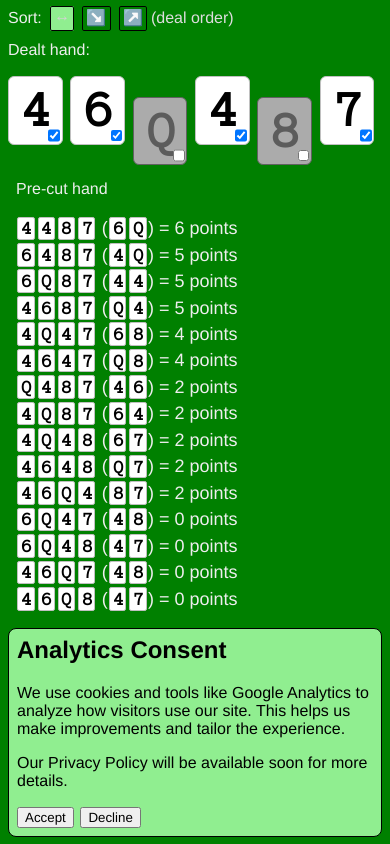 Sort: ↔ ↘ ↗ (deal order)
Dealt hand:
4 6 Q 4 8 7
Pre-cut hand
4 4 8 7 (6 Q) = 6 points
6 4 8 7 (4 Q) = 5 points
6 Q 8 7 (4 4) = 5 points
4 6 8 7 (Q 4) = 5 points
4 Q 4 7 (6 8) = 4 points
4 6 4 7 (Q 8) = 4 points
Q 4 8 7 (4 6) = 2 points
4 Q 8 7 (6 4) = 2 points
4 Q 4 8 (6 7) = 2 points
4 6 4 8 (Q 7) = 2 points
4 6 Q 4 (8 7) = 2 points
6 Q 4 7 (4 8) = 0 points
6 Q 4 8 (4 7) = 0 points
4 6 Q 7 (4 8) = 0 points
4 6 Q 8 (4 7) = 0 points
Analytics Consent
We use cookies and tools like Google Analytics to
analyze how visitors use our site. This helps us
make improvements and tailor the experience.
Our Privacy Policy will be available soon for more
details.
Accept Decline